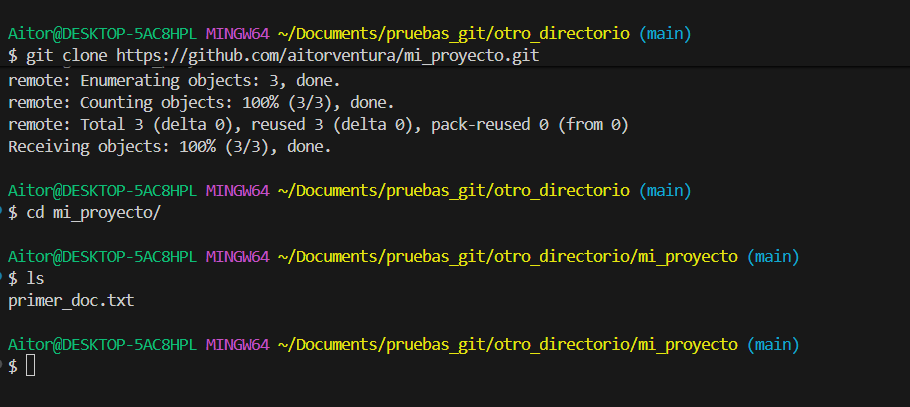 Aitor@DESKTOP-5AC8HPL MINGW64 ~/Documents/pruebas_git/otro_directorio (main)
$ git clone https://github.com/aitorventura/mi_proyecto.git
remote: Enumerating objects: 3, done.
remote: Counting objects: 100% (3/3), done.
remote: Total 3 (delta 0), reused 3 (delta 0), pack-reused 0 (from 0)
Receiving objects: 100% (3/3), done.
Aitor@DESKTOP-5AC8HPL MINGW64 ~/Documents/pruebas_git/otro_directorio (main)
$ cd mi_proyecto/
Aitor@DESKTOP-5AC8HPL MINGW64 ~/Documents/pruebas_git/otro_directorio/mi_proyecto (main)
$ ls
primer_doc.txt
Aitor@DESKTOP-5AC8HPL MINGW64 ~/Documents/pruebas_git/otro_directorio/mi_proyecto (main)
$